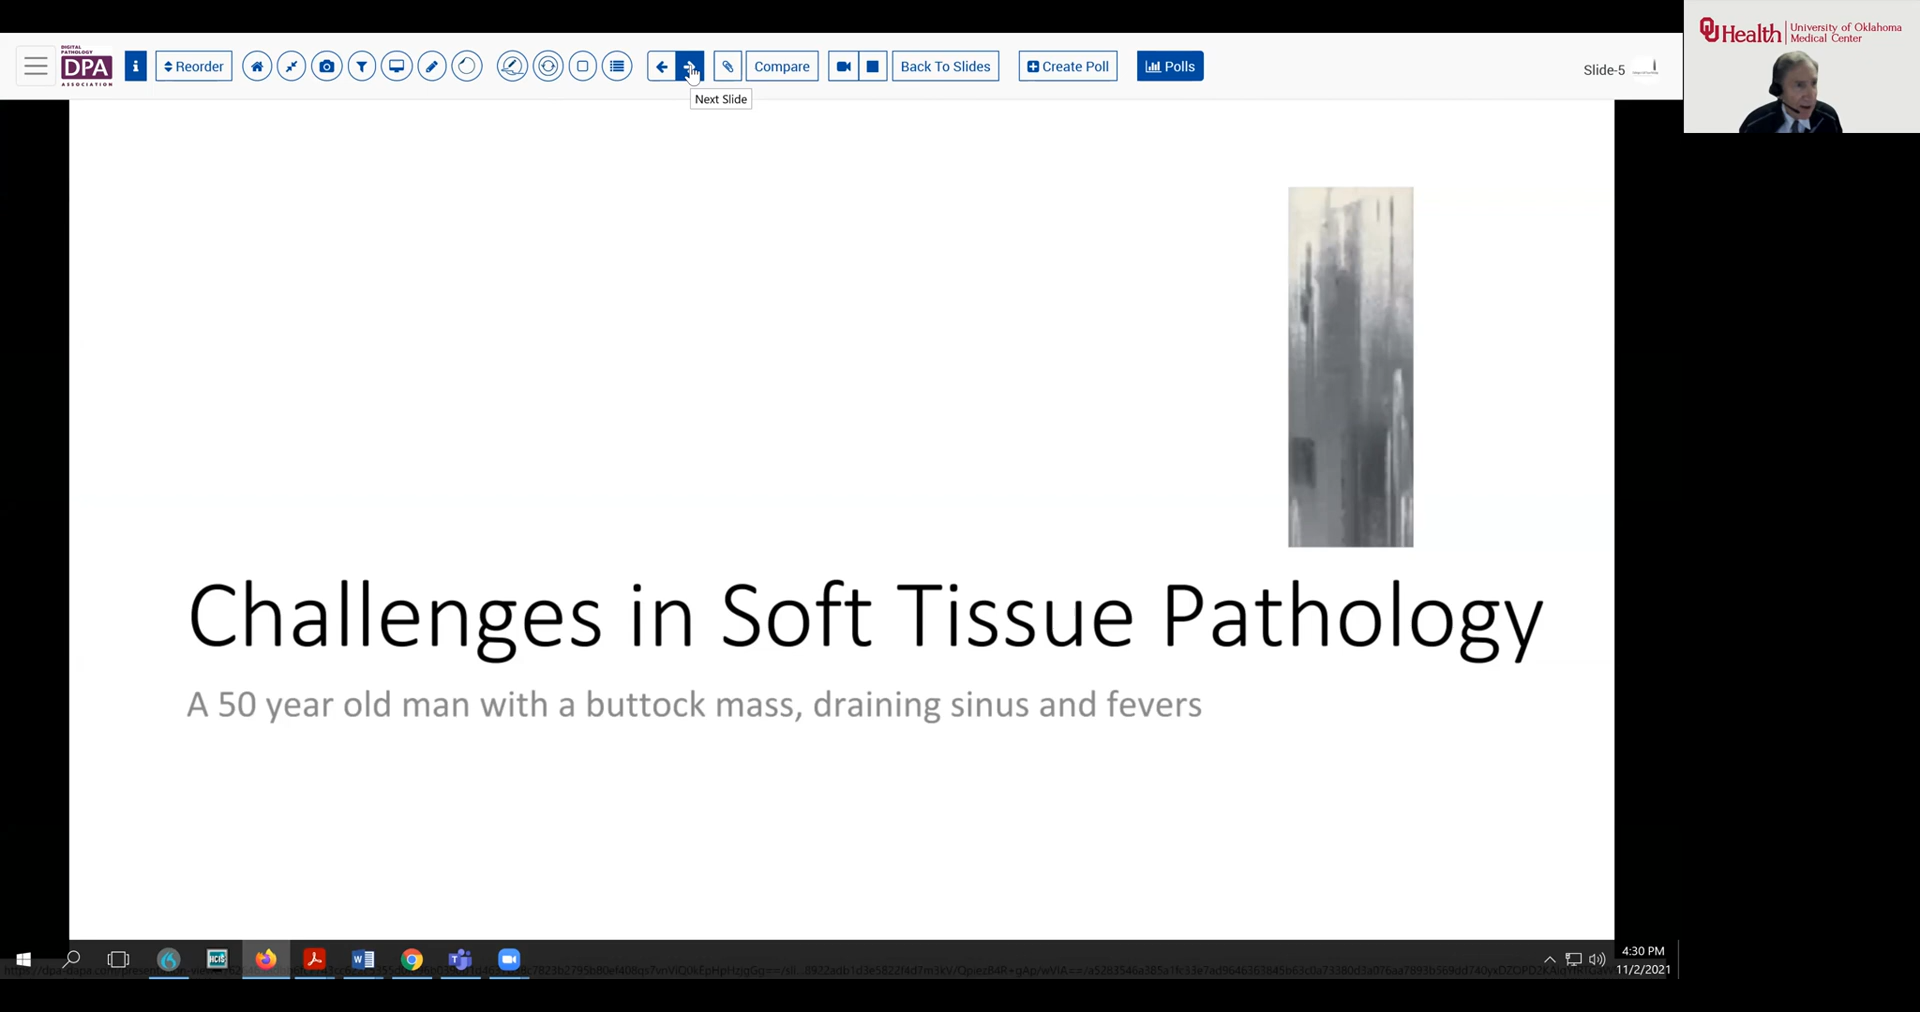 DIGITAL
PATHOLOGY
DPA
ASSOCIATION
i
Reorder
Compare
Back To Slides
Create Poll
Polls
Slide-5
Next Slide
OU Health
University of Oklahoma
Medical Center
Challenges in Soft Tissue Pathology
A 50 year old man with a buttock mass, draining sinus and fevers
HCIS
4:30 PM
11/2/2021